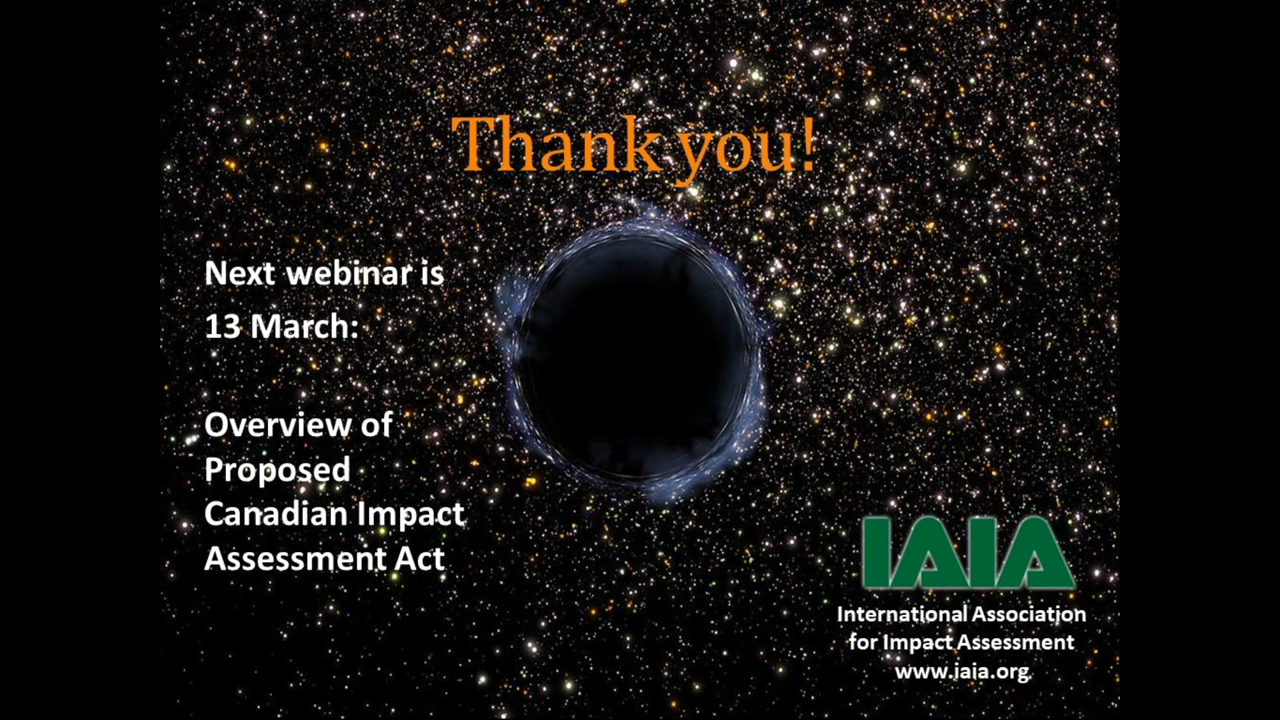 Thank you!
Next webinar is
13 March:
Overview of
Proposed
Canadian Impact
Assessment Act
IAIA
International Association
for Impact Assessment
www.iaia.org